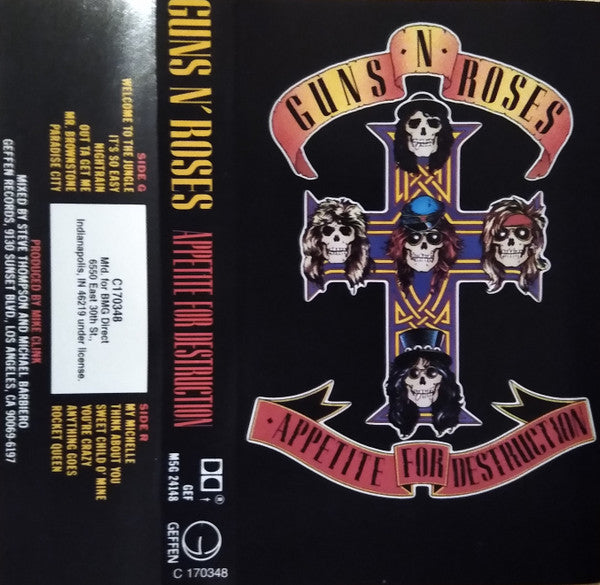 SIDE G
WELCOME TO THE JUNGLE
IT'S SO EASY
NIGHTRAIN
OUT TA GET ME
MR. BROWNSTONE
PARADISE CITY
C170348
Mfd. for BMG Direct
6550 East 30th St.,
Indianapolis, IN 46219 under license.
SIDE R
MY MICHELLE
THINK ABOUT YOU
SWEET CHILD O' MINE
YOU'RE CRAZY
ANYTHING GOES
ROCKET QUEEN
PRODUCED BY MIKE CLINK
MIXED BY STEVE THOMPSON AND MICHAEL BARBIERO
GEFFEN RECORDS, 9130 SUNSET BLVD., LOS ANGELES, CA 90069-6197
GUNS N' ROSES APPETITE FOR DESTRUCTION
GEF
M5G 24148
GEFFEN
C 170348
GUNS N ROSES
APPETITE FOR DESTRUCTION